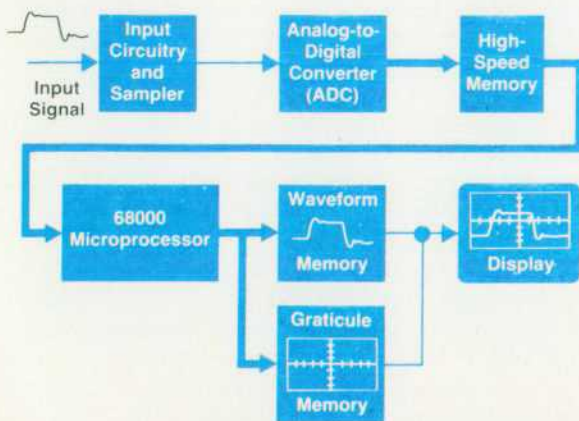 Input
Circuitry
and
Sampler
Input
Signal
Analog-to-
Digital
Converter
(ADC)
High-
Speed
Memory
68000
Microprocessor
Waveform
Memory
Display
Graticule
Memory